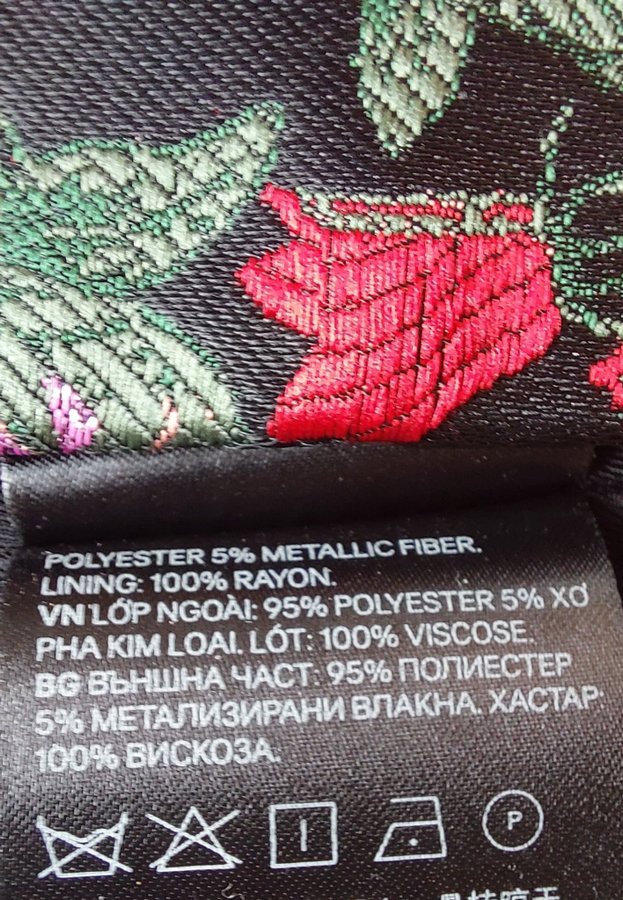 POLYESTER 5% METALLIC FIBER.
LINING: 100% RAYON.
VN LỚP NGOÀI: 95% POLYESTER 5% XƠ
PHA KIM LOẠI. LÓT: 100% VISCOSE.
BG ВЪНШНА ЧАСТ: 95% ПОЛИЕСТЕР
5% МЕТАЛИЗИРАНИ ВЛАКНА. ХАСТАР:
100% ВИСКОЗА.
P